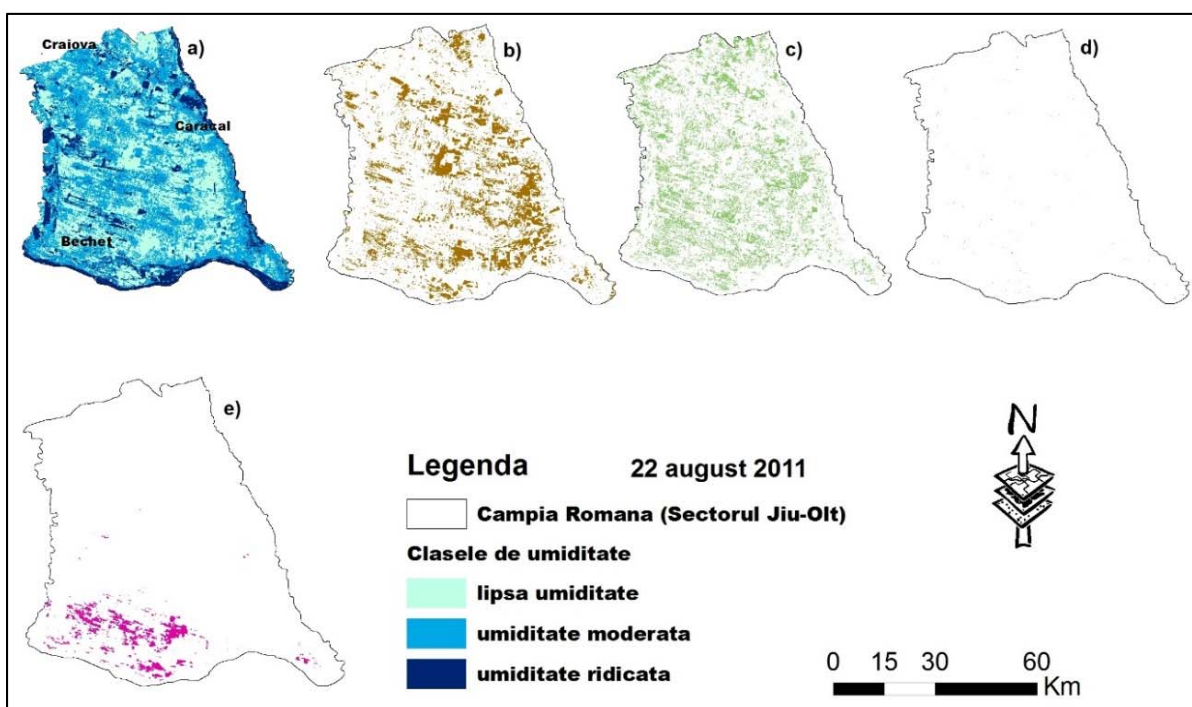 Craiova
a)
b)
c)
d)
Caracal
Bechet
e)
Legenda 22 august 2011
Campia Romana (Sectorul Jiu-Olt)
Clasele de umiditate
lipsa umiditate
umiditate moderata
umiditate ridicata
N
0 15 30 60
Km